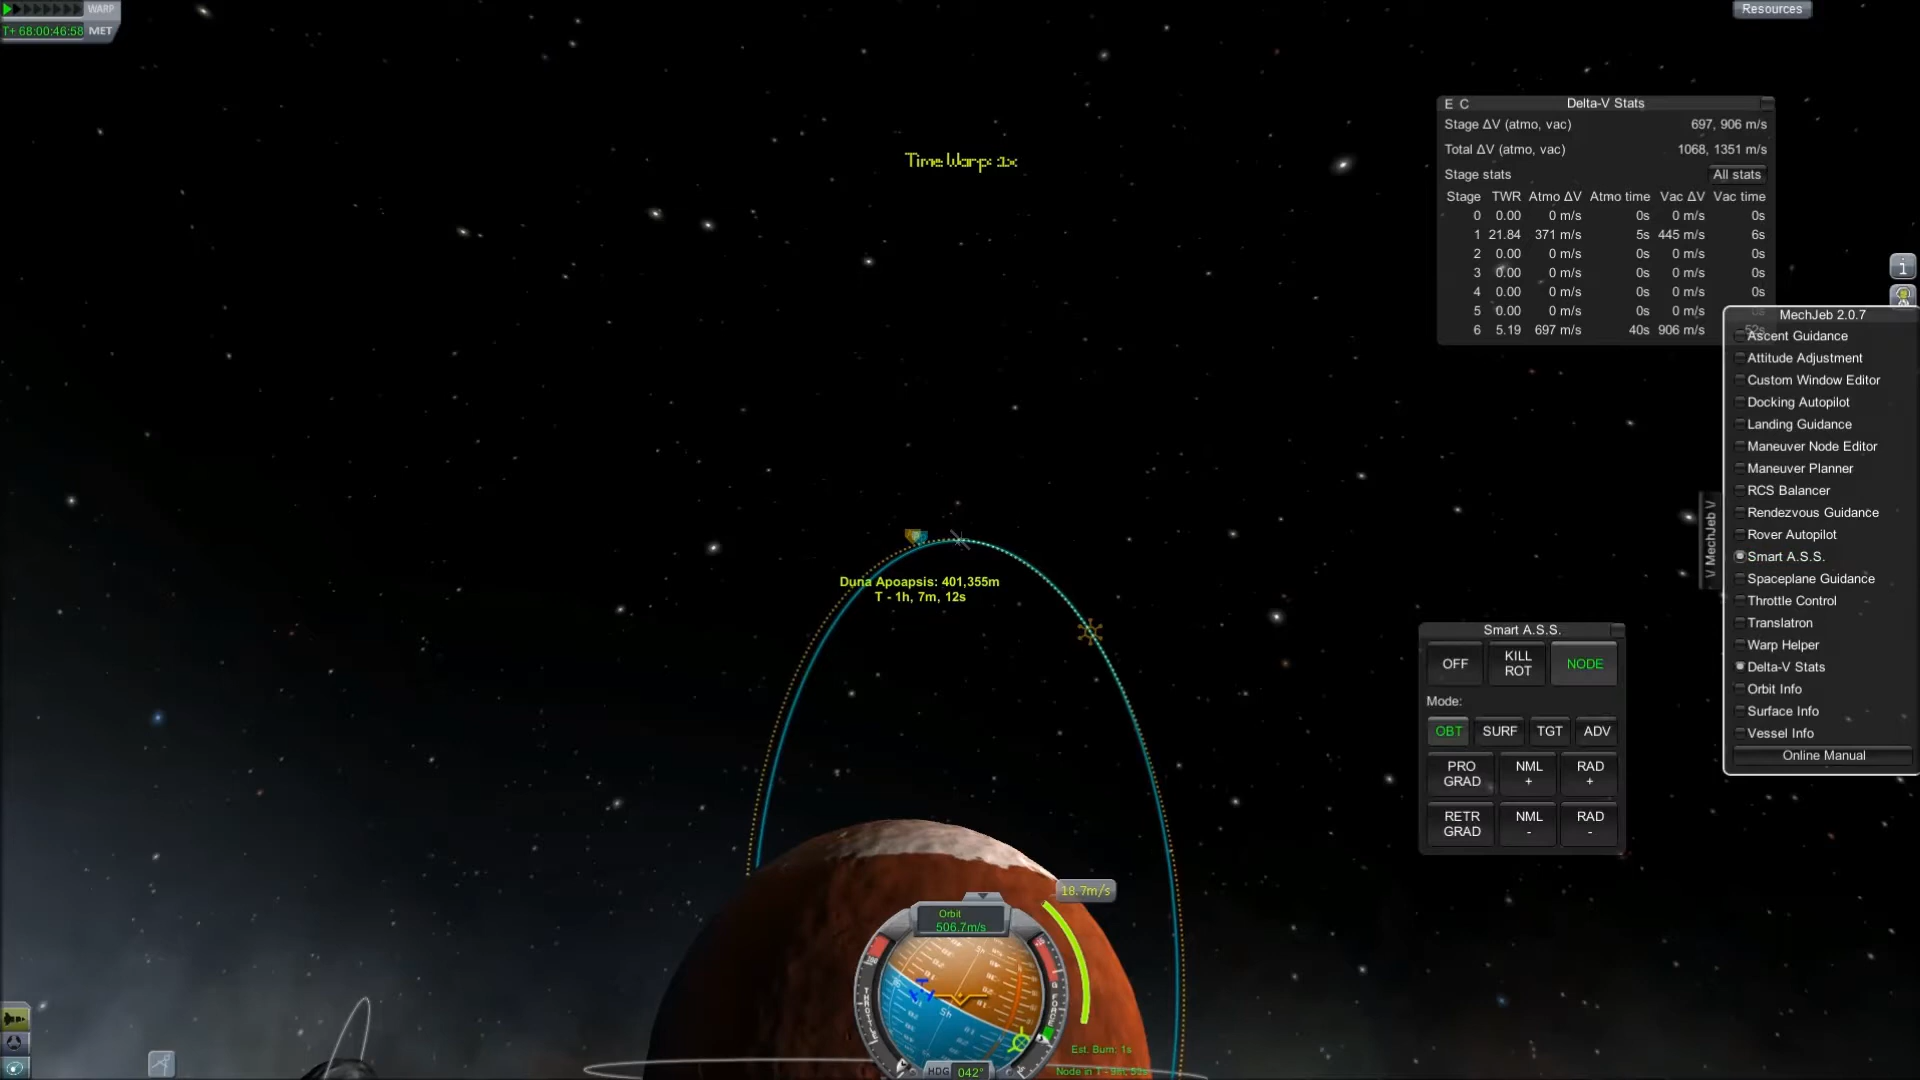 WARP
T+ 68:00:46:58 MET
Resources
Time Warp: 1x
E C Delta-V Stats
Stage ΔV (atmo, vac) 697, 906 m/s
Total ΔV (atmo, vac) 1068, 1351 m/s
Stage stats All stats
Stage TWR Atmo ΔV Atmo time Vac ΔV Vac time
0 0.00 0 m/s 0s 0 m/s 0s
1 21.84 371 m/s 5s 445 m/s 6s
2 0.00 0 m/s 0s 0 m/s 0s
3 0.00 0 m/s 0s 0 m/s 0s
4 0.00 0 m/s 0s 0 m/s 0s
5 0.00 0 m/s 0s 0 m/s 0s
6 5.19 697 m/s 40s 906 m/s 52s
i
MechJeb 2.0.7
Ascent Guidance
Attitude Adjustment
Custom Window Editor
Docking Autopilot
Landing Guidance
Maneuver Node Editor
Maneuver Planner
RCS Balancer
Rendezvous Guidance
Rover Autopilot
Smart A.S.S.
Spaceplane Guidance
Throttle Control
Translatron
Warp Helper
Delta-V Stats
Orbit Info
Surface Info
Vessel Info
Online Manual
V MechJeb V
Duna Apoapsis: 401,355m
T - 1h, 7m, 12s
Smart A.S.S.
OFF
KILL
ROT
NODE
Mode:
OBT SURF TGT ADV
PRO
GRAD
NML
+
RAD
+
RETR
GRAD
NML
-
RAD
-
18.7m/s
Orbit
506.7m/s
HDG 042°
Est. Burn: 1s